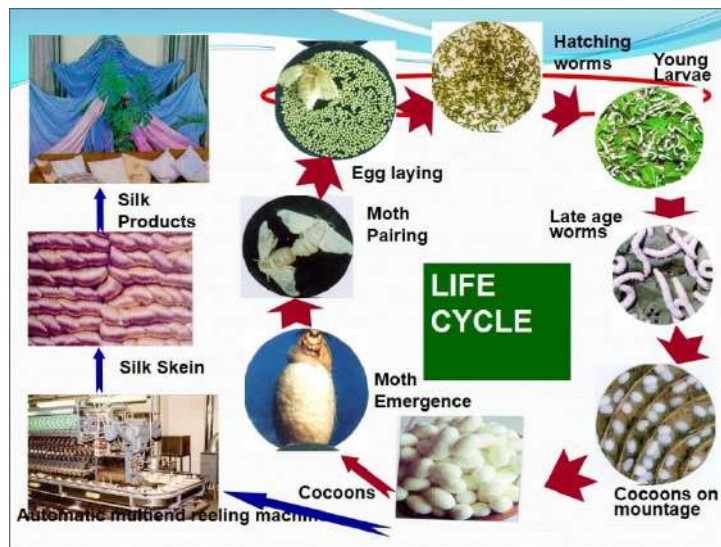 Hatching
worms
Young
Larvae
Egg laying
Silk
Products
Moth
Pairing
Late age
worms
LIFE
CYCLE
Silk Skein
Moth
Emergence
Cocoons
Cocoons on
mountage
Automatic multiend reeling machin